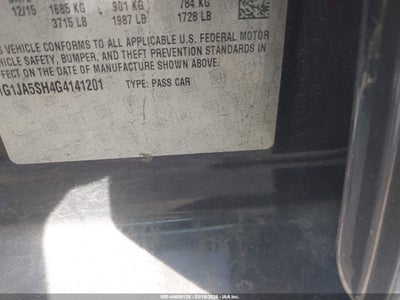 12/15 1685 KG 901 KG 784 KG
3715 LB 1987 LB 1728 LB
S VEHICLE CONFORMS TO ALL APPLICABLE U.S. FEDERAL MOTOR
VEHICLE SAFETY, BUMPER, AND THEFT PREVENTION STANDARDS
IN EFFECT ON THE DATE OF MANUFACTURE SHOWN ABOVE.
1G1JA5SH4G4141201 TYPE: PASS CAR